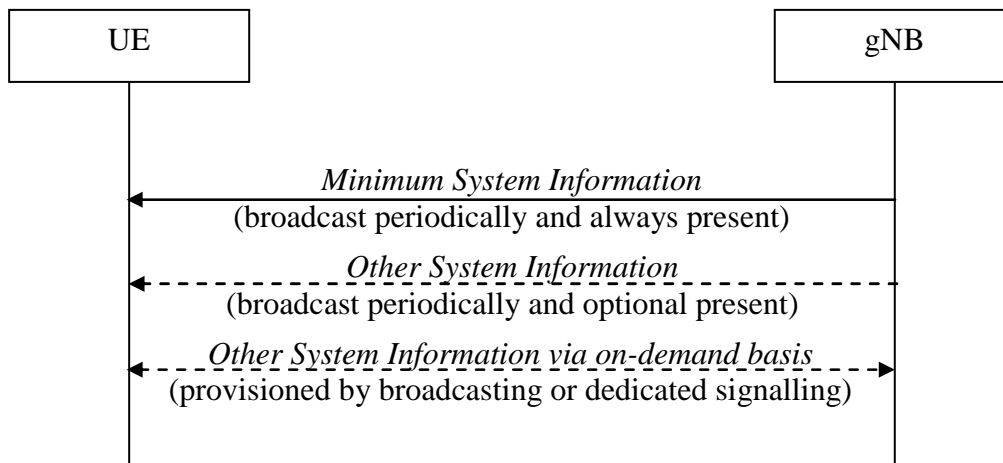 UE
gNB
Minimum System Information
(broadcast periodically and always present)
Other System Information
(broadcast periodically and optional present)
Other System Information via on-demand basis
(provisioned by broadcasting or dedicated signalling)